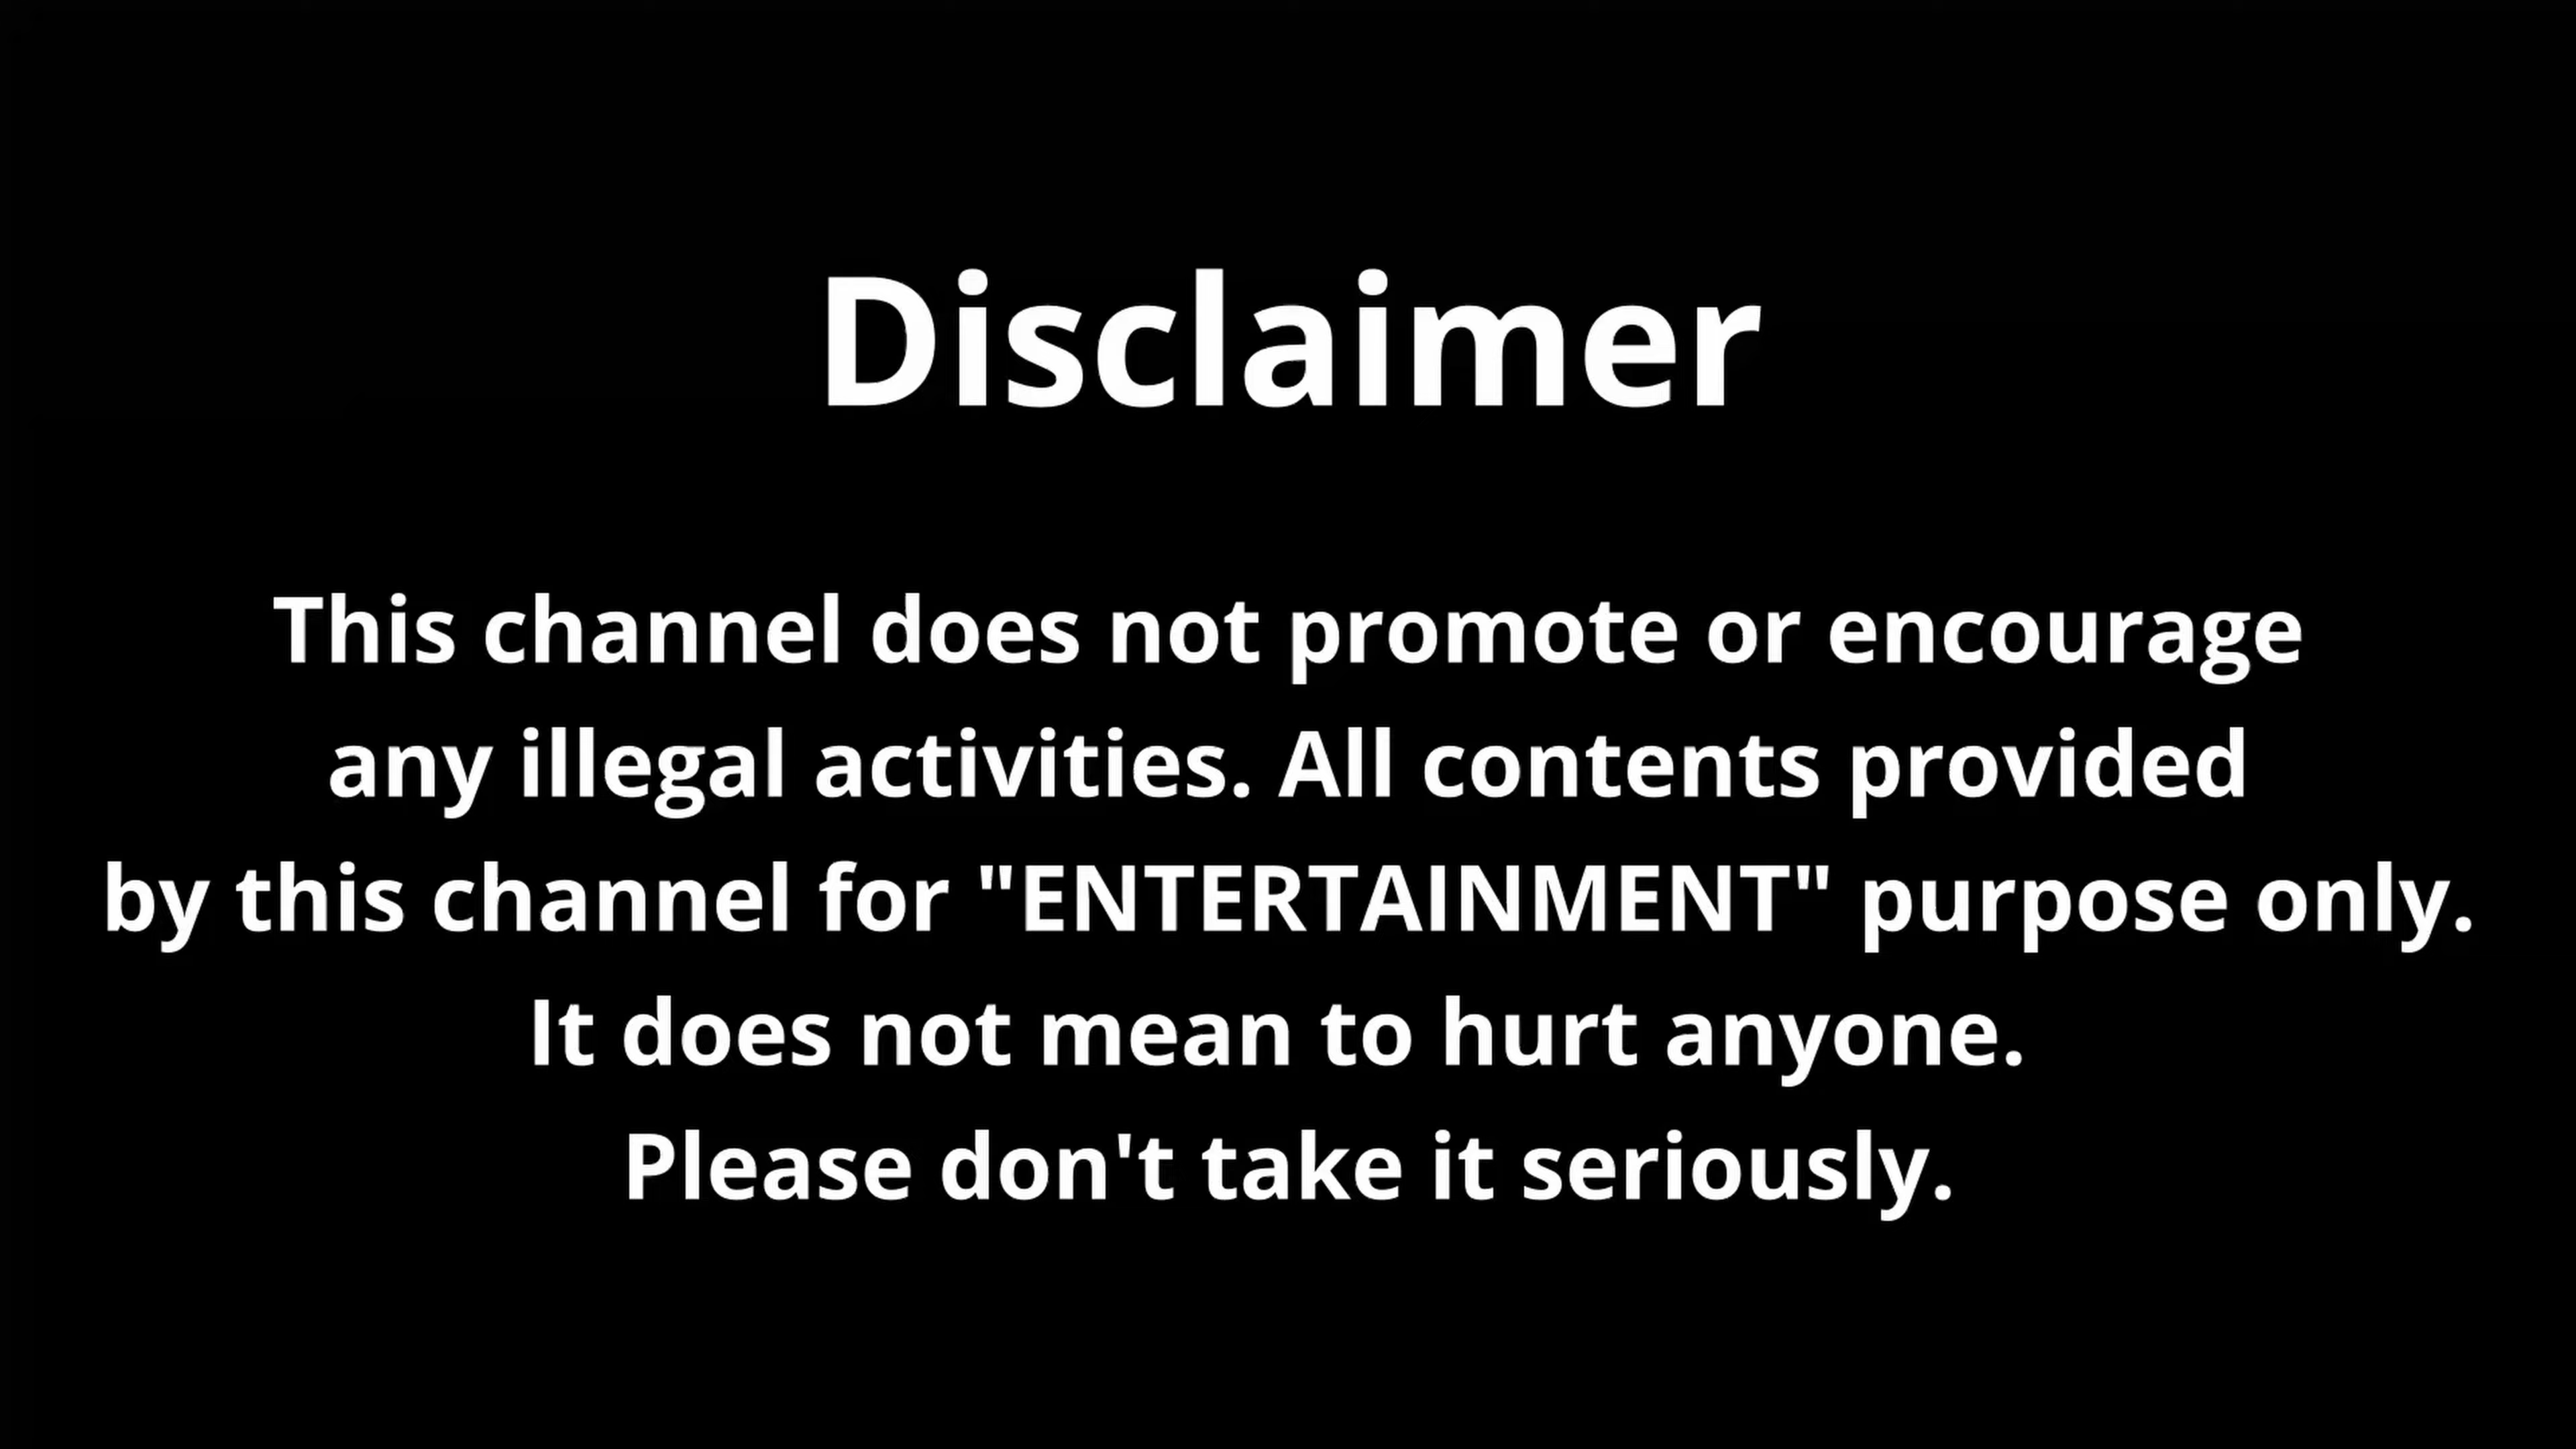 Disclaimer
This channel does not promote or encourage
any illegal activities. All contents provided
by this channel for "ENTERTAINMENT" purpose only.
It does not mean to hurt anyone.
Please don't take it seriously.